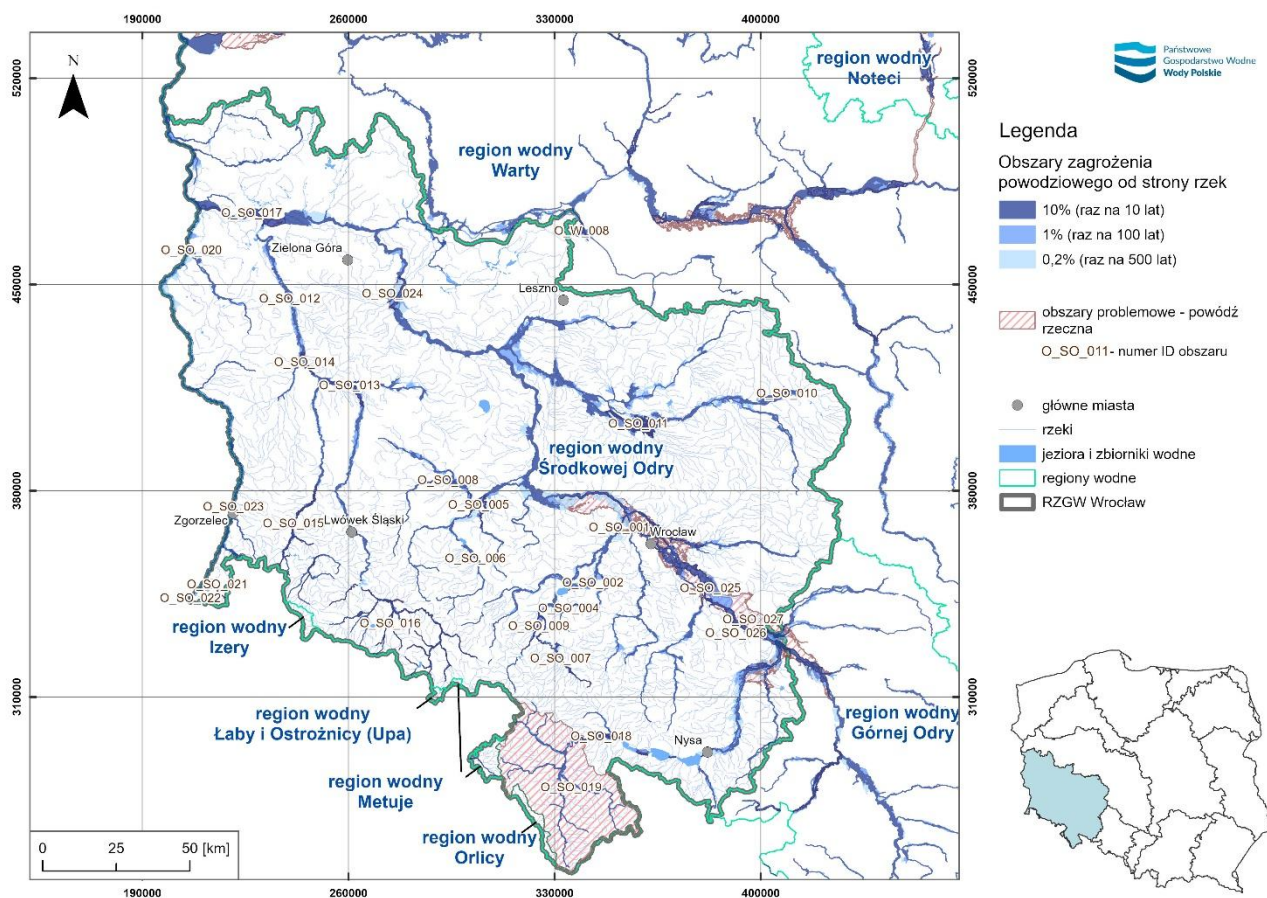 190000
260000
330000
400000
520000
450000
380000
310000
N
region wodny
Noteci
region wodny
Warty
O_SO_017
O_W_008
O_SO_020
Zielona Góra
O_SO_012
O_SO_024
Leszno
O_SO_014
O_SO_013
O_SO_010
O_SO_011
region wodny
Środkowej Odry
O_SO_008
O_SO_005
O_SO_023
Zgorzelec
O_SO_015
Lwówek Śląski
O_SO_001
Wrocław
O_SO_006
O_SO_002
O_SO_025
O_SO_021
O_SO_022
O_SO_004
O_SO_009
O_SO_027
O_SO_026
region wodny
Izery
O_SO_016
O_SO_007
region wodny
Łaby i Ostrożnicy (Upa)
region wodny
Górnej Odry
O_SO_018
Nysa
region wodny
Metuje
O_SO_019
region wodny
Orlicy
0
25
50 [km]
190000
260000
330000
400000
520000
450000
380000
310000
Państwowe
Gospodarstwo Wodne
Wody Polskie
Legenda
Obszary zagrożenia
powodziowego od strony rzek
10% (raz na 10 lat)
1% (raz na 100 lat)
0,2% (raz na 500 lat)
obszary problemowe - powódź
rzeczna
O_SO_011- numer ID obszaru
główne miasta
rzeki
jeziora i zbiorniki wodne
regiony wodne
RZGW Wrocław